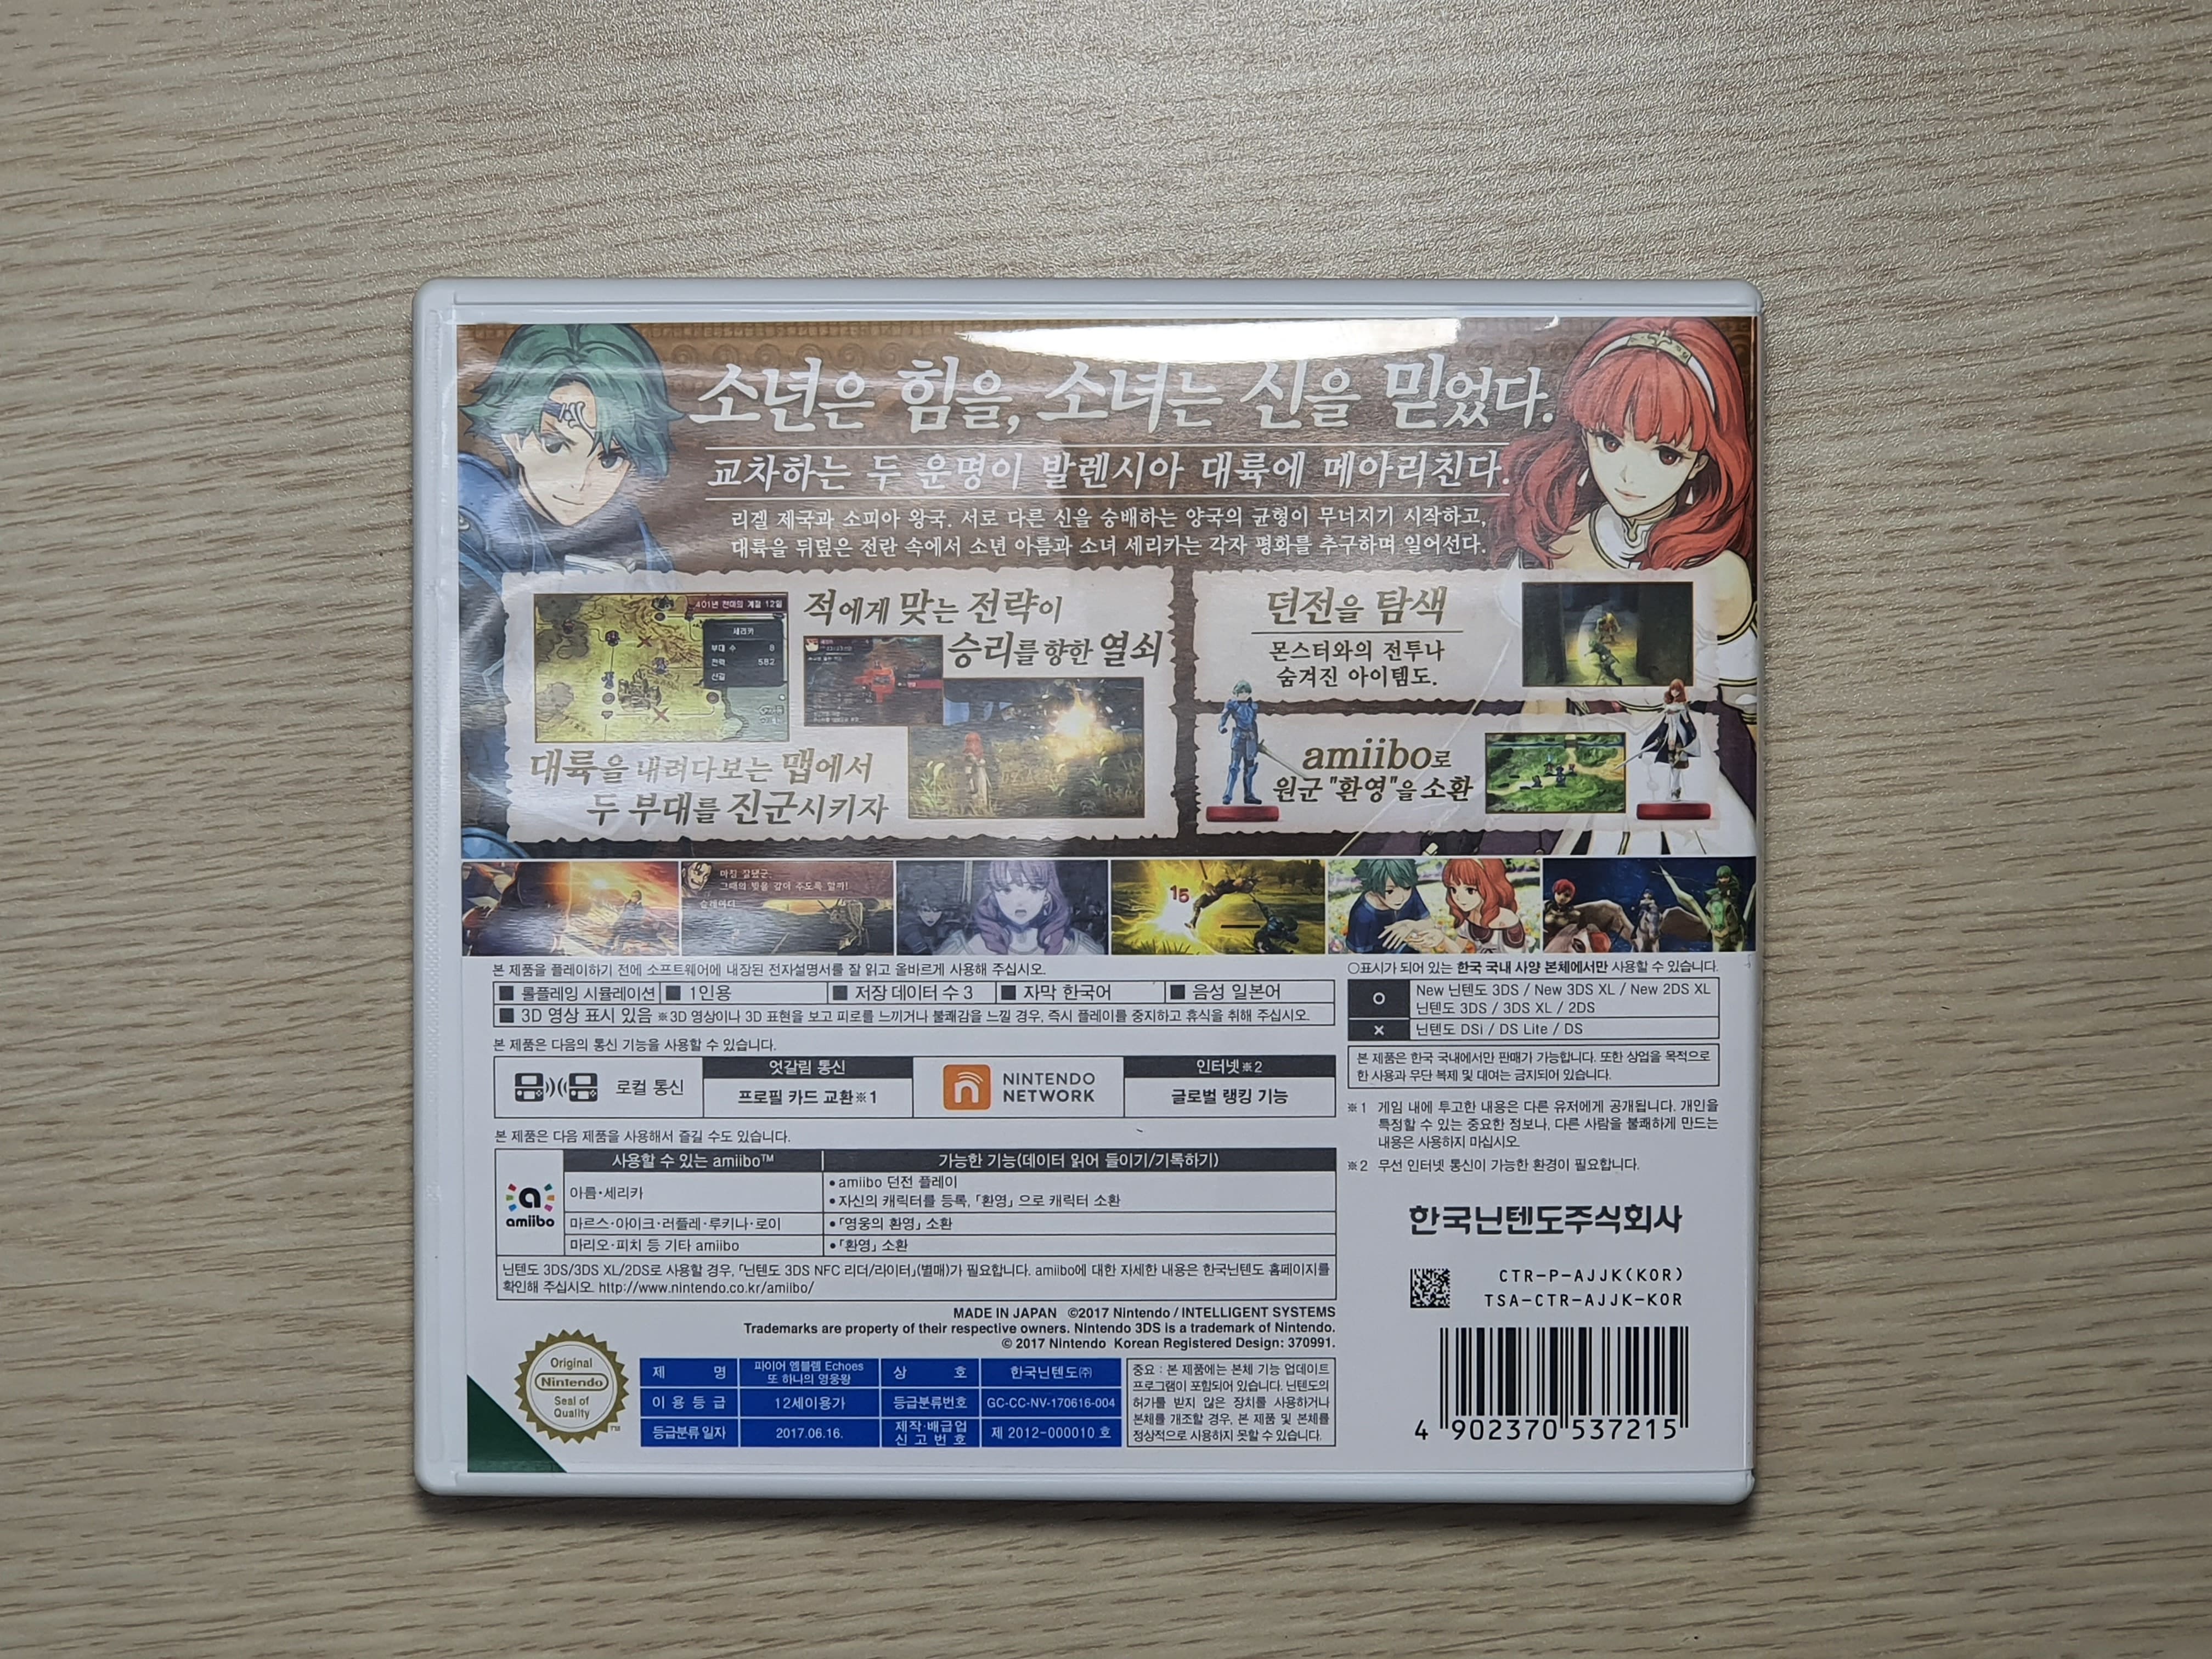 소년은 힘을, 소녀는 신을 믿었다.
교차하는 두 운명이 발렌시아 대륙에 메아리친다.
리겔 제국과 소피아 왕국. 서로 다른 신을 숭배하는 양국의 균형이 무너지기 시작하고,
대륙을 뒤덮은 전란 속에서 소년 아름과 소녀 세리카는 각자 평화를 추구하며 일어선다.
401년 천마의 계절 12일
세리카
부대 수 8
전력 582
신길
적에게 맞는 전략이
승리를 향한 열쇠
대륙을 내려다보는 맵에서
두 부대를 진군시키자
던전을 탐색
몬스터와의 전투나
숨겨진 아이템도.
amiibo로
원군 "환영"을 소환
마침 잘됐군.
그때의 빚을 갚아 주도록 할까!
슬레이더
15
본 제품을 플레이하기 전에 소프트웨어에 내장된 전자설명서를 잘 읽고 올바르게 사용해 주십시오.
■ 롤플레잉 시뮬레이션 ■ 1인용 ■ 저장 데이터 수 3 ■ 자막 한국어 ■ 음성 일본어
■ 3D 영상 표시 있음 ※3D 영상이나 3D 표현을 보고 피로를 느끼거나 불쾌감을 느낄 경우, 즉시 플레이를 중지하고 휴식을 취해 주십시오.
본 제품은 다음의 통신 기능을 사용할 수 있습니다.
로컬 통신
엇갈림 통신
프로필 카드 교환※1
NINTENDO
NETWORK
인터넷※2
글로벌 랭킹 기능
본 제품은 다음 제품을 사용해서 즐길 수도 있습니다.
amiibo
사용할 수 있는 amiibo™ 가능한 기능(데이터 읽어 들이기/기록하기)
아름·세리카
• amiibo 던전 플레이
• 자신의 캐릭터를 등록, 「환영」으로 캐릭터 소환
마르스·아이크·러플레·루키나·로이 • 「영웅의 환영」 소환
마리오·피치 등 기타 amiibo • 「환영」 소환
닌텐도 3DS/3DS XL/2DS로 사용할 경우, 「닌텐도 3DS NFC 리더/라이터」(별매)가 필요합니다. amiibo에 대한 자세한 내용은 한국닌텐도 홈페이지를
확인해 주십시오. http://www.nintendo.co.kr/amiibo/
MADE IN JAPAN ©2017 Nintendo / INTELLIGENT SYSTEMS
Trademarks are property of their respective owners. Nintendo 3DS is a trademark of Nintendo.
© 2017 Nintendo Korean Registered Design: 370991.
Original
Nintendo
Seal of
Quality
TM
제 명 파이어 엠블렘 Echoes 또 하나의 영웅왕 상 호 한국닌텐도㈜
이 용 등 급 12세이용가 등급분류번호 GC-CC-NV-170616-004
등급분류 일자 2017.06.16. 제작·배급업 신 고 번 호 제 2012-000010 호
중요 : 본 제품에는 본체 기능 업데이트
프로그램이 포함되어 있습니다. 닌텐도의
허가를 받지 않은 장치를 사용하거나
본체를 개조할 경우, 본 제품 및 본체를
정상적으로 사용하지 못할 수 있습니다.
○표시가 되어 있는 한국 국내 사양 본체에서만 사용할 수 있습니다.
○ New 닌텐도 3DS / New 3DS XL / New 2DS XL
닌텐도 3DS / 3DS XL / 2DS
× 닌텐도 DSi / DS Lite / DS
본 제품은 한국 국내에서만 판매가 가능합니다. 또한 상업을 목적으로
한 사용과 무단 복제 및 대여는 금지되어 있습니다.
※1 게임 내에 투고한 내용은 다른 유저에게 공개됩니다. 개인을
특정할 수 있는 중요한 정보나, 다른 사람을 불쾌하게 만드는
내용은 사용하지 마십시오.
※2 무선 인터넷 통신이 가능한 환경이 필요합니다.
한국닌텐도주식회사
CTR-P-AJJK(KOR)
TSA-CTR-AJJK-KOR
4 902370 537215